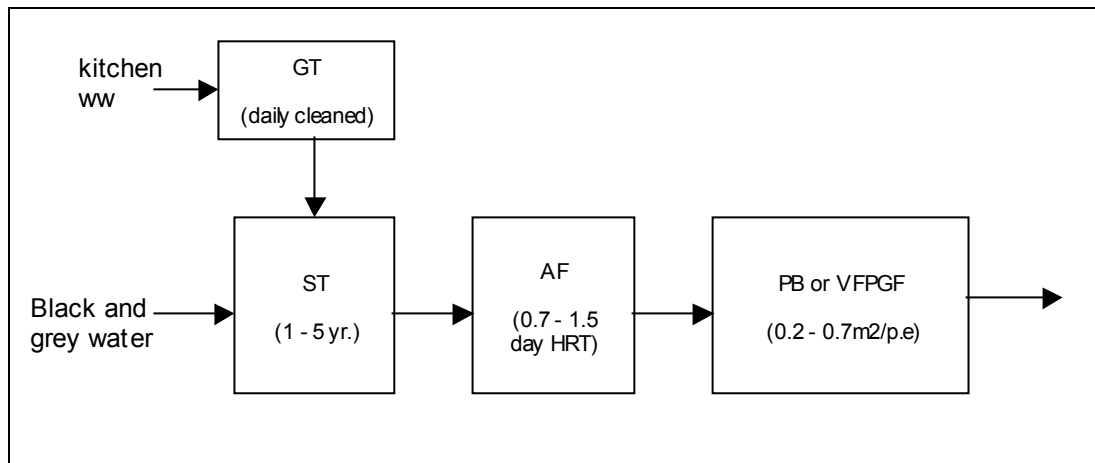 kitchen
ww
GT
(daily cleaned)
Black and
grey water
ST
(1 - 5 yr.)
AF
(0.7 - 1.5
day HRT)
PB or VFPGF
(0.2 - 0.7m2/p.e)